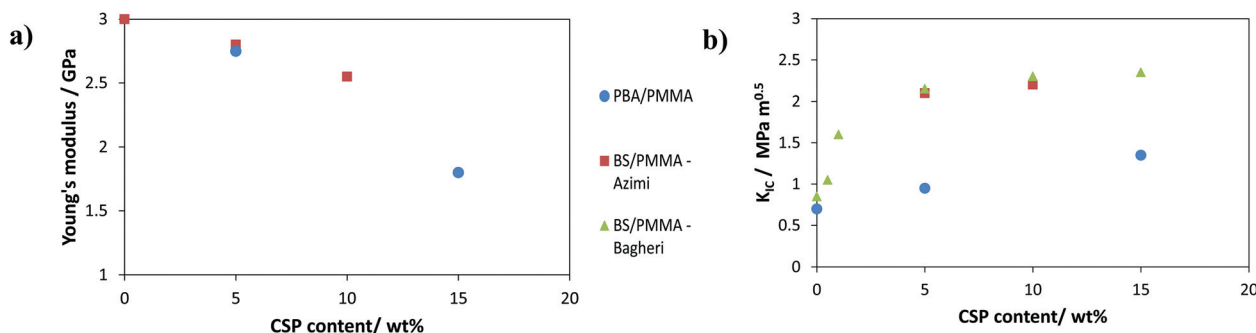 a)
Young's modulus / GPa
3
2.5
2
1.5
1
0 5 10 15 20
CSP content/ wt%
PBA/PMMA
BS/PMMA -
Azimi
BS/PMMA -
Bagheri
b)
K_IC / MPa m^0.5
3
2.5
2
1.5
1
0.5
0
0 5 10 15 20
CSP content/ wt%